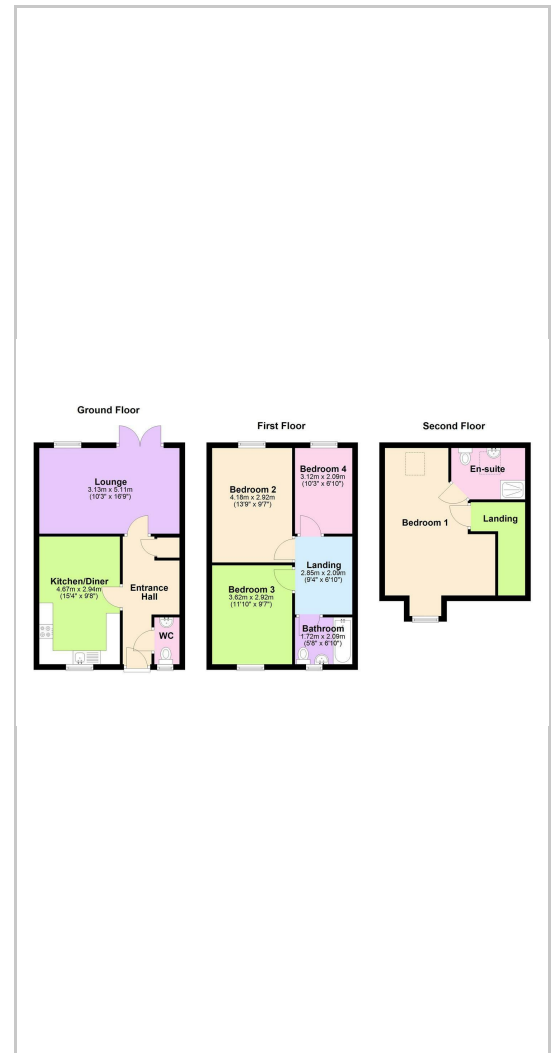 Ground Floor
Lounge
3.13m x 5.11m
(10'3" x 16'9")
Kitchen/Diner
4.67m x 2.94m
(15'4" x 9'8")
Entrance
Hall
WC
First Floor
Bedroom 2
4.18m x 2.92m
(13'9" x 9'7")
Bedroom 4
3.12m x 2.09m
(10'3" x 6'10")
Landing
2.85m x 2.09m
(9'4" x 6'10")
Bedroom 3
3.62m x 2.92m
(11'10" x 9'7")
Bathroom
1.72m x 2.09m
(5'8" x 6'10")
Second Floor
En-suite
Bedroom 1
Landing